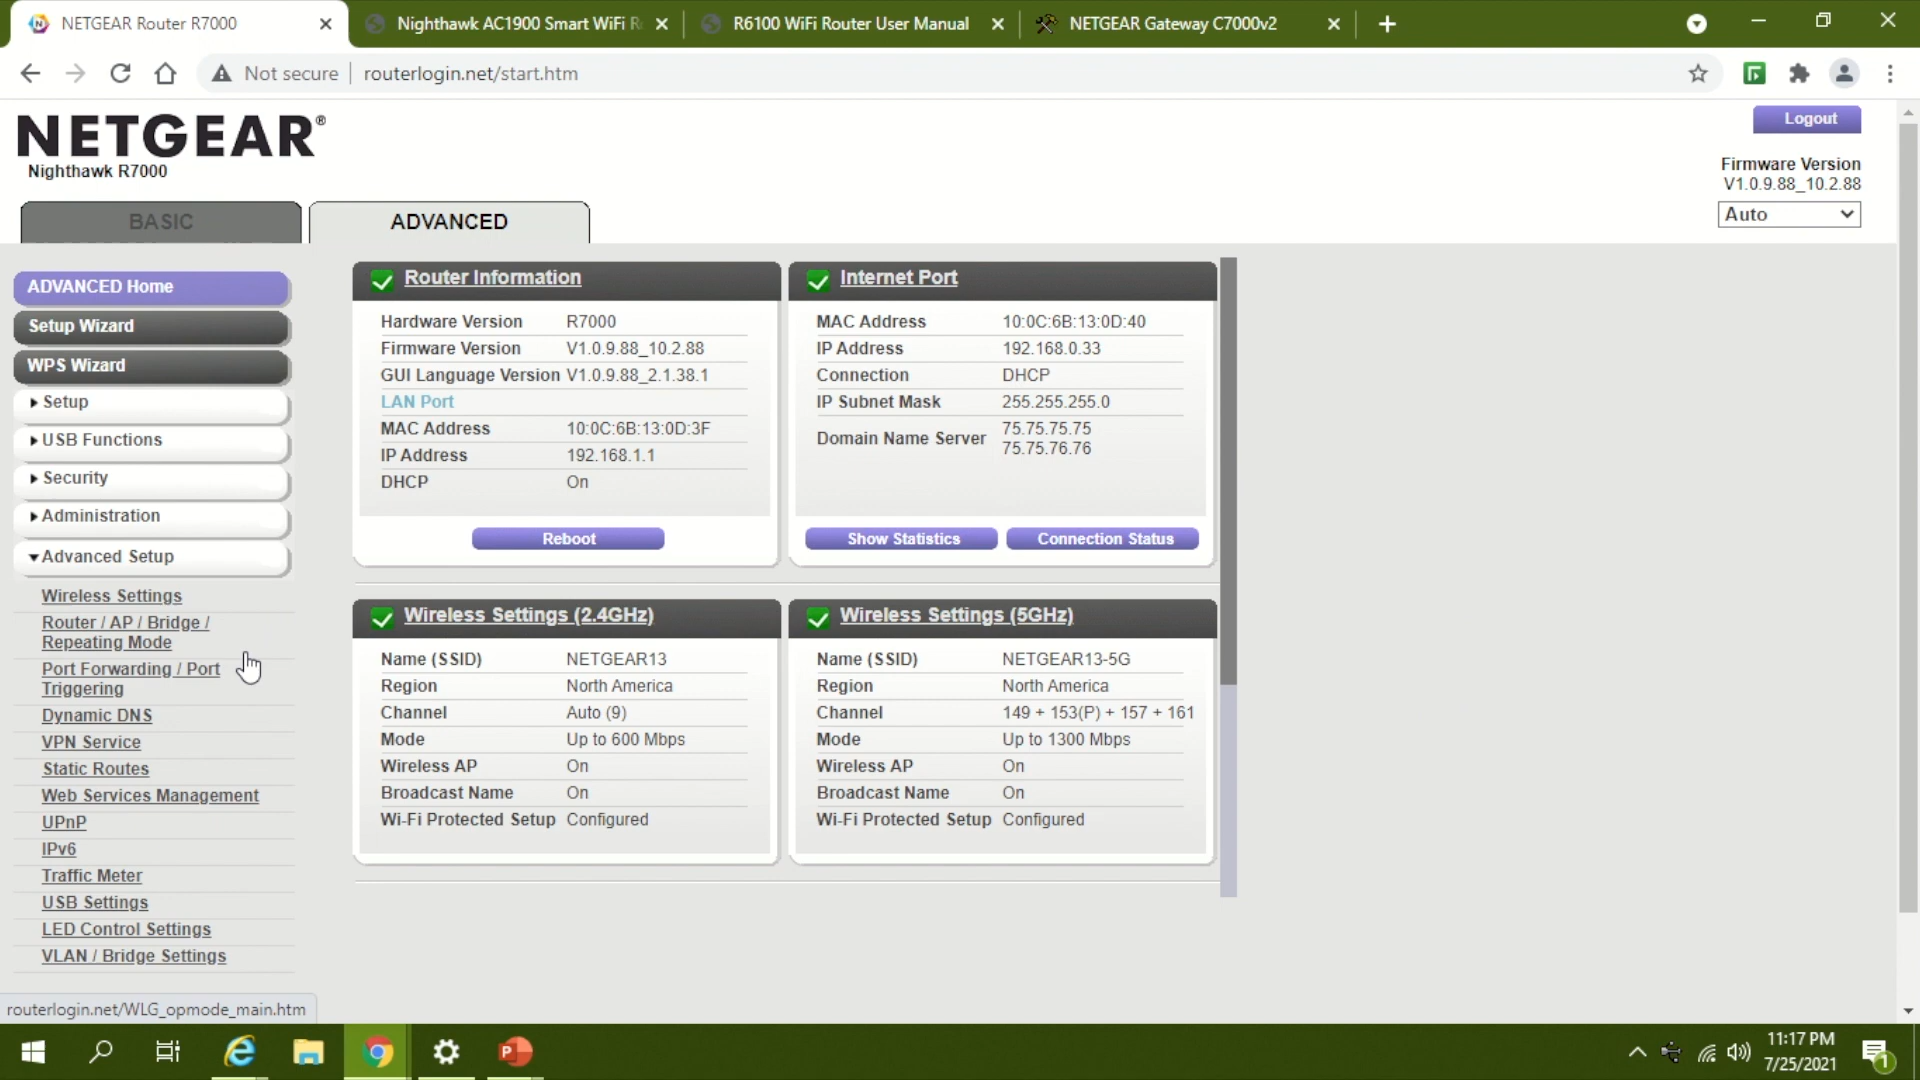 NETGEAR Router R7000
Nighthawk AC1900 Smart WiFi R
R6100 WiFi Router User Manual
NETGEAR Gateway C7000v2
Not secure
routerlogin.net/start.htm
NETGEAR®
Nighthawk R7000
Logout
Firmware Version
V1.0.9.88_10.2.88
Auto
BASIC
ADVANCED
ADVANCED Home
Setup Wizard
WPS Wizard
Setup
USB Functions
Security
Administration
Advanced Setup
Wireless Settings
Router / AP / Bridge /
Repeating Mode
Port Forwarding / Port
Triggering
Dynamic DNS
VPN Service
Static Routes
Web Services Management
UPnP
IPv6
Traffic Meter
USB Settings
LED Control Settings
VLAN / Bridge Settings
Router Information
Hardware Version R7000
Firmware Version V1.0.9.88_10.2.88
GUI Language Version V1.0.9.88_2.1.38.1
LAN Port
MAC Address 10:0C:6B:13:0D:3F
IP Address 192.168.1.1
DHCP On
Reboot
Internet Port
MAC Address 10:0C:6B:13:0D:40
IP Address 192.168.0.33
Connection DHCP
IP Subnet Mask 255.255.255.0
Domain Name Server 75.75.75.75
75.75.76.76
Show Statistics
Connection Status
Wireless Settings (2.4GHz)
Name (SSID) NETGEAR13
Region North America
Channel Auto (9)
Mode Up to 600 Mbps
Wireless AP On
Broadcast Name On
Wi-Fi Protected Setup Configured
Wireless Settings (5GHz)
Name (SSID) NETGEAR13-5G
Region North America
Channel 149 + 153(P) + 157 + 161
Mode Up to 1300 Mbps
Wireless AP On
Broadcast Name On
Wi-Fi Protected Setup Configured
routerlogin.net/WLG_opmode_main.htm
11:17 PM
7/25/2021
1